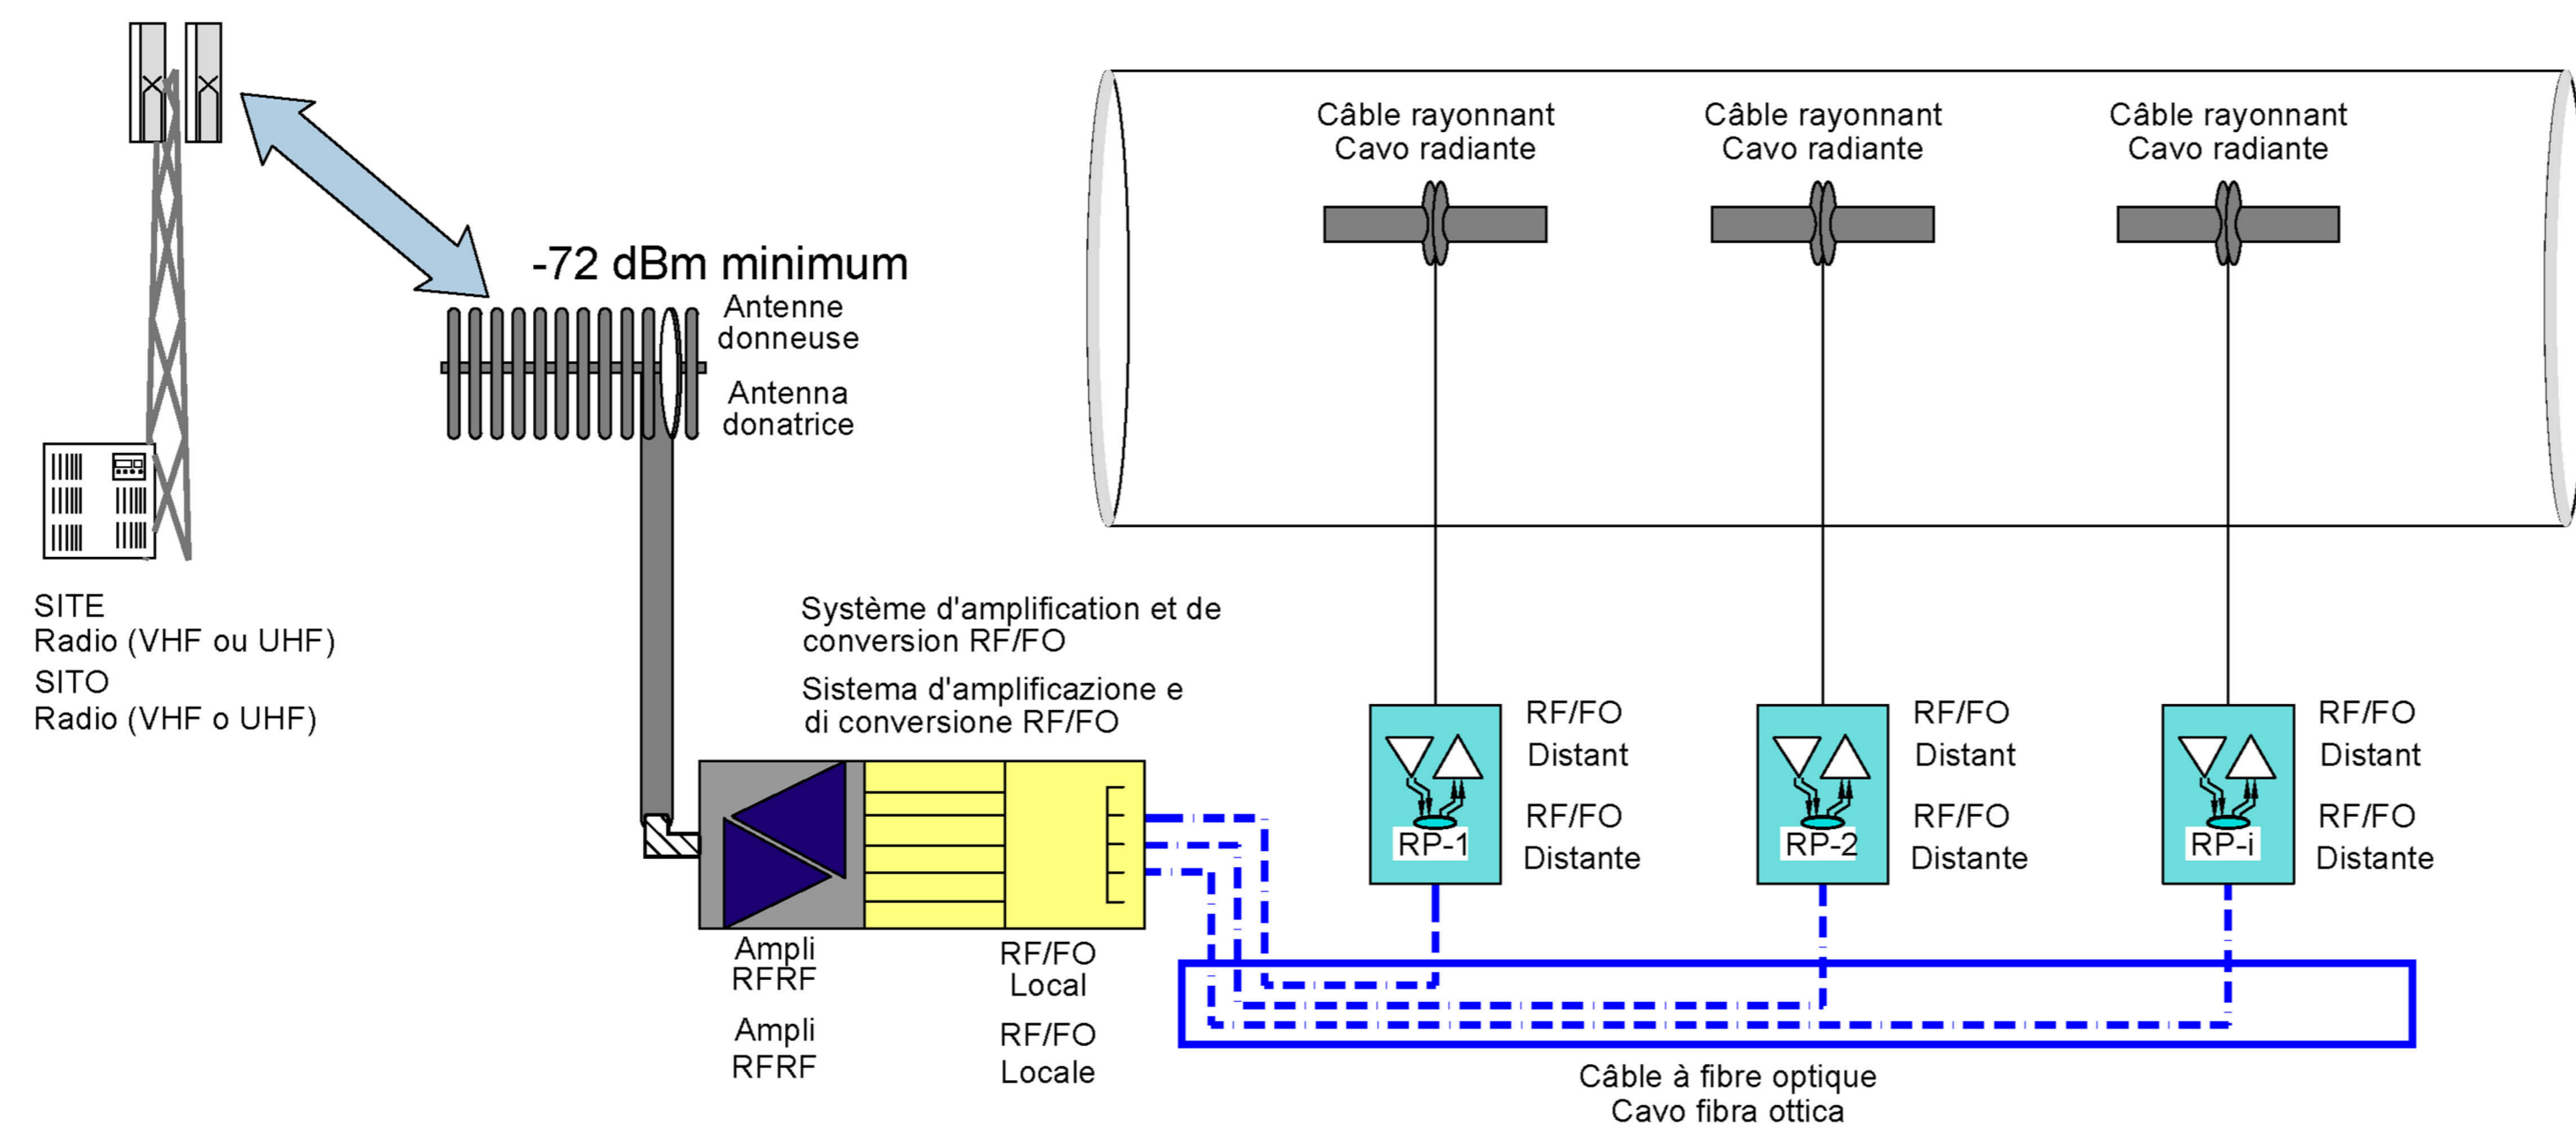 Câble rayonnant
Cavo radiante
Câble rayonnant
Cavo radiante
Câble rayonnant
Cavo radiante
-72 dBm minimum
Antenne
donneuse
Antenna
donatrice
SITE
Radio (VHF ou UHF)
SITO
Radio (VHF o UHF)
Système d'amplification et de
conversion RF/FO
Sistema d'amplificazione e
di conversione RF/FO
RF/FO
Distant
RF/FO
Distante
RP-1
RF/FO
Distant
RF/FO
Distante
RP-2
RF/FO
Distant
RF/FO
Distante
RP-i
Ampli
RFRF
Ampli
RFRF
RF/FO
Local
RF/FO
Locale
Câble à fibre optique
Cavo fibra ottica